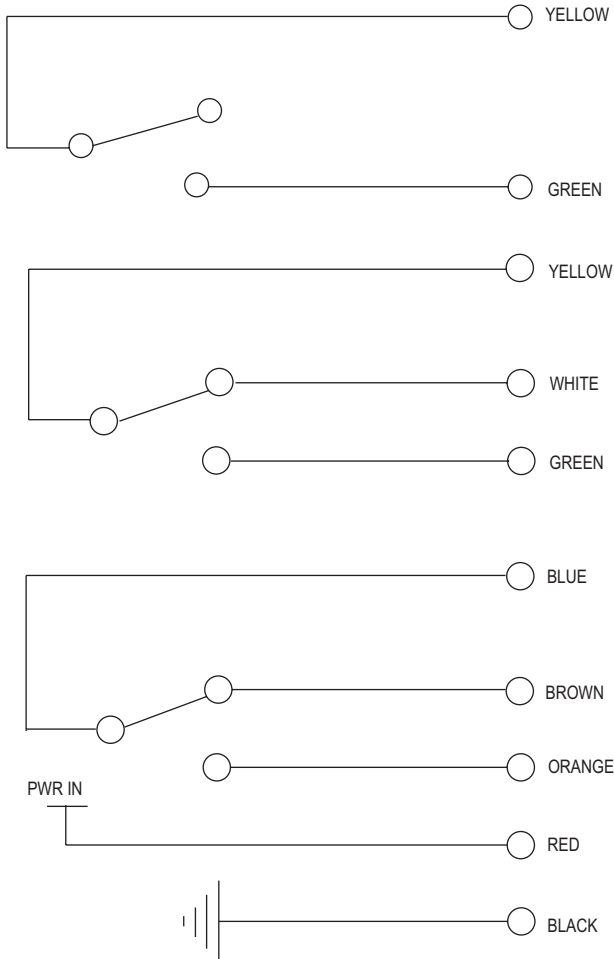 YELLOW
GREEN
YELLOW
WHITE
GREEN
BLUE
BROWN
ORANGE
PWR IN
RED
BLACK